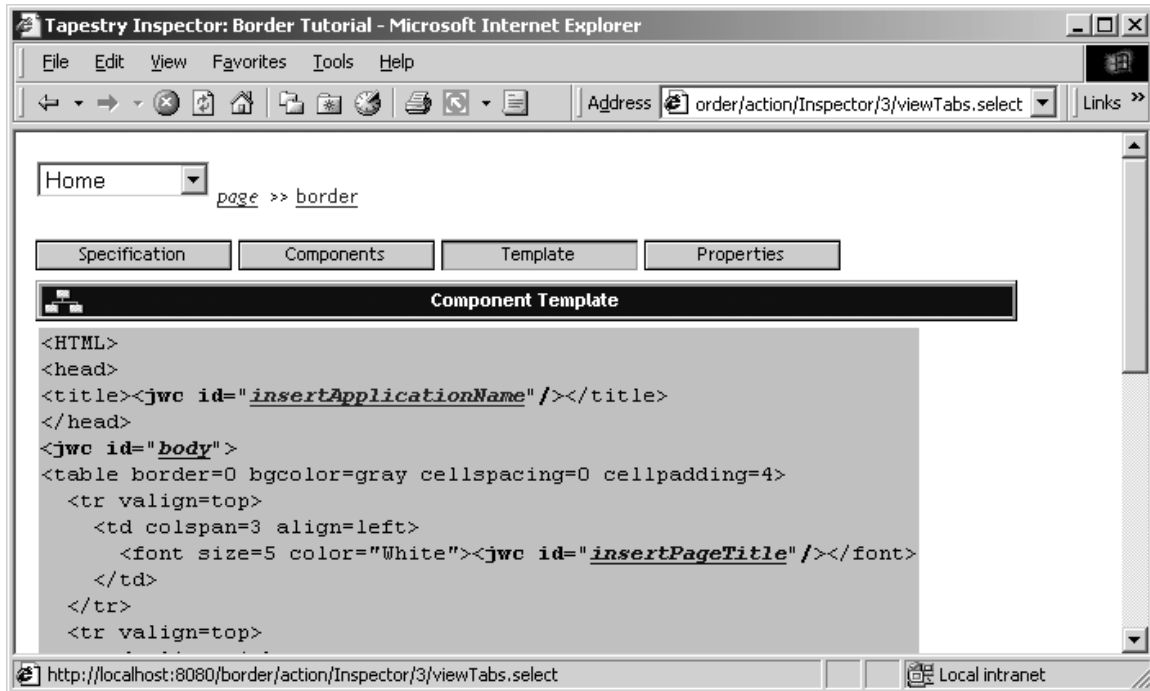 Tapestry Inspector: Border Tutorial - Microsoft Internet Explorer
File Edit View Favorites Tools Help
Address order/action/Inspector/3/viewTabs.select Links »
Home page >> border
Specification Components Template Properties
Component Template
<HTML>
<head>
<title><jwc id="insertApplicationName"/></title>
</head>
<jwc id="body">
<table border=0 bgcolor=gray cellspacing=0 cellpadding=4>
  <tr valign=top>
    <td colspan=3 align=left>
      <font size=5 color="White"><jwc id="insertPageTitle"/></font>
    </td>
  </tr>
  <tr valign=top>
http://localhost:8080/border/action/Inspector/3/viewTabs.select Local intranet